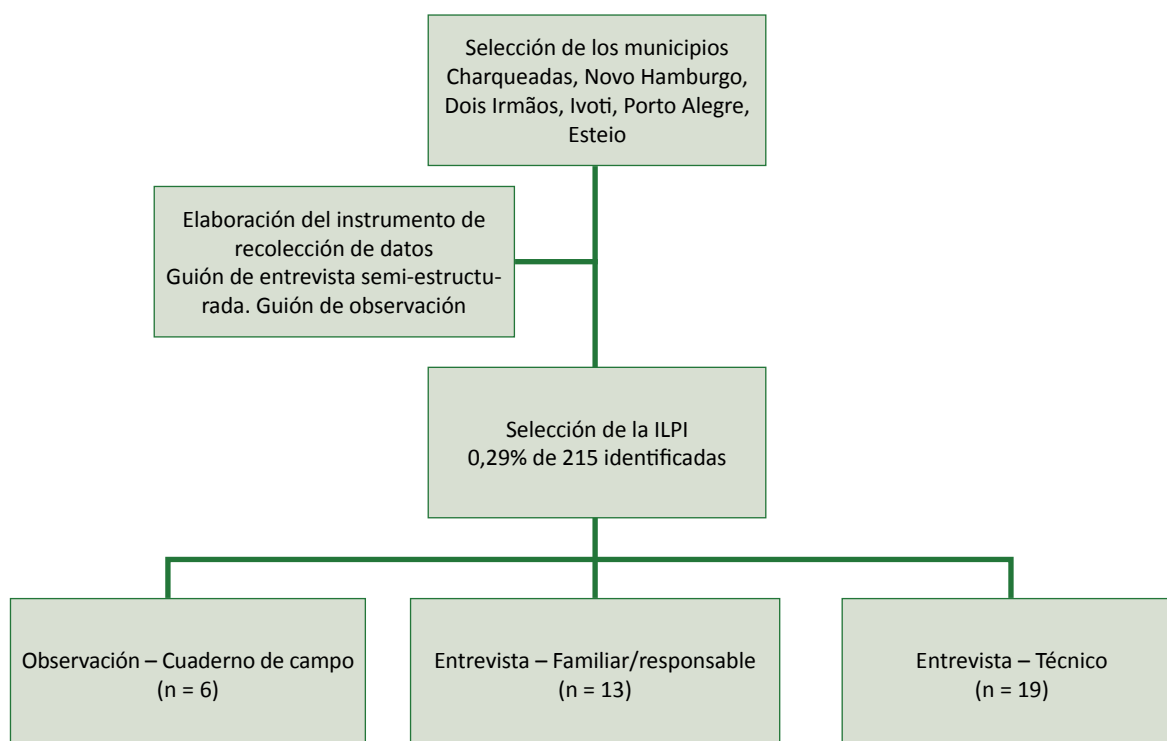 Selección de los municipios
Charqueadas, Novo Hamburgo,
Dois Irmãos, Ivoti, Porto Alegre,
Esteio
Elaboración del instrumento de
recolección de datos
Guión de entrevista semi-estructu-
rada. Guión de observación
Selección de la ILPI
0,29% de 215 identificadas
Observación – Cuaderno de campo
(n = 6)
Entrevista – Familiar/responsable
(n = 13)
Entrevista – Técnico
(n = 19)